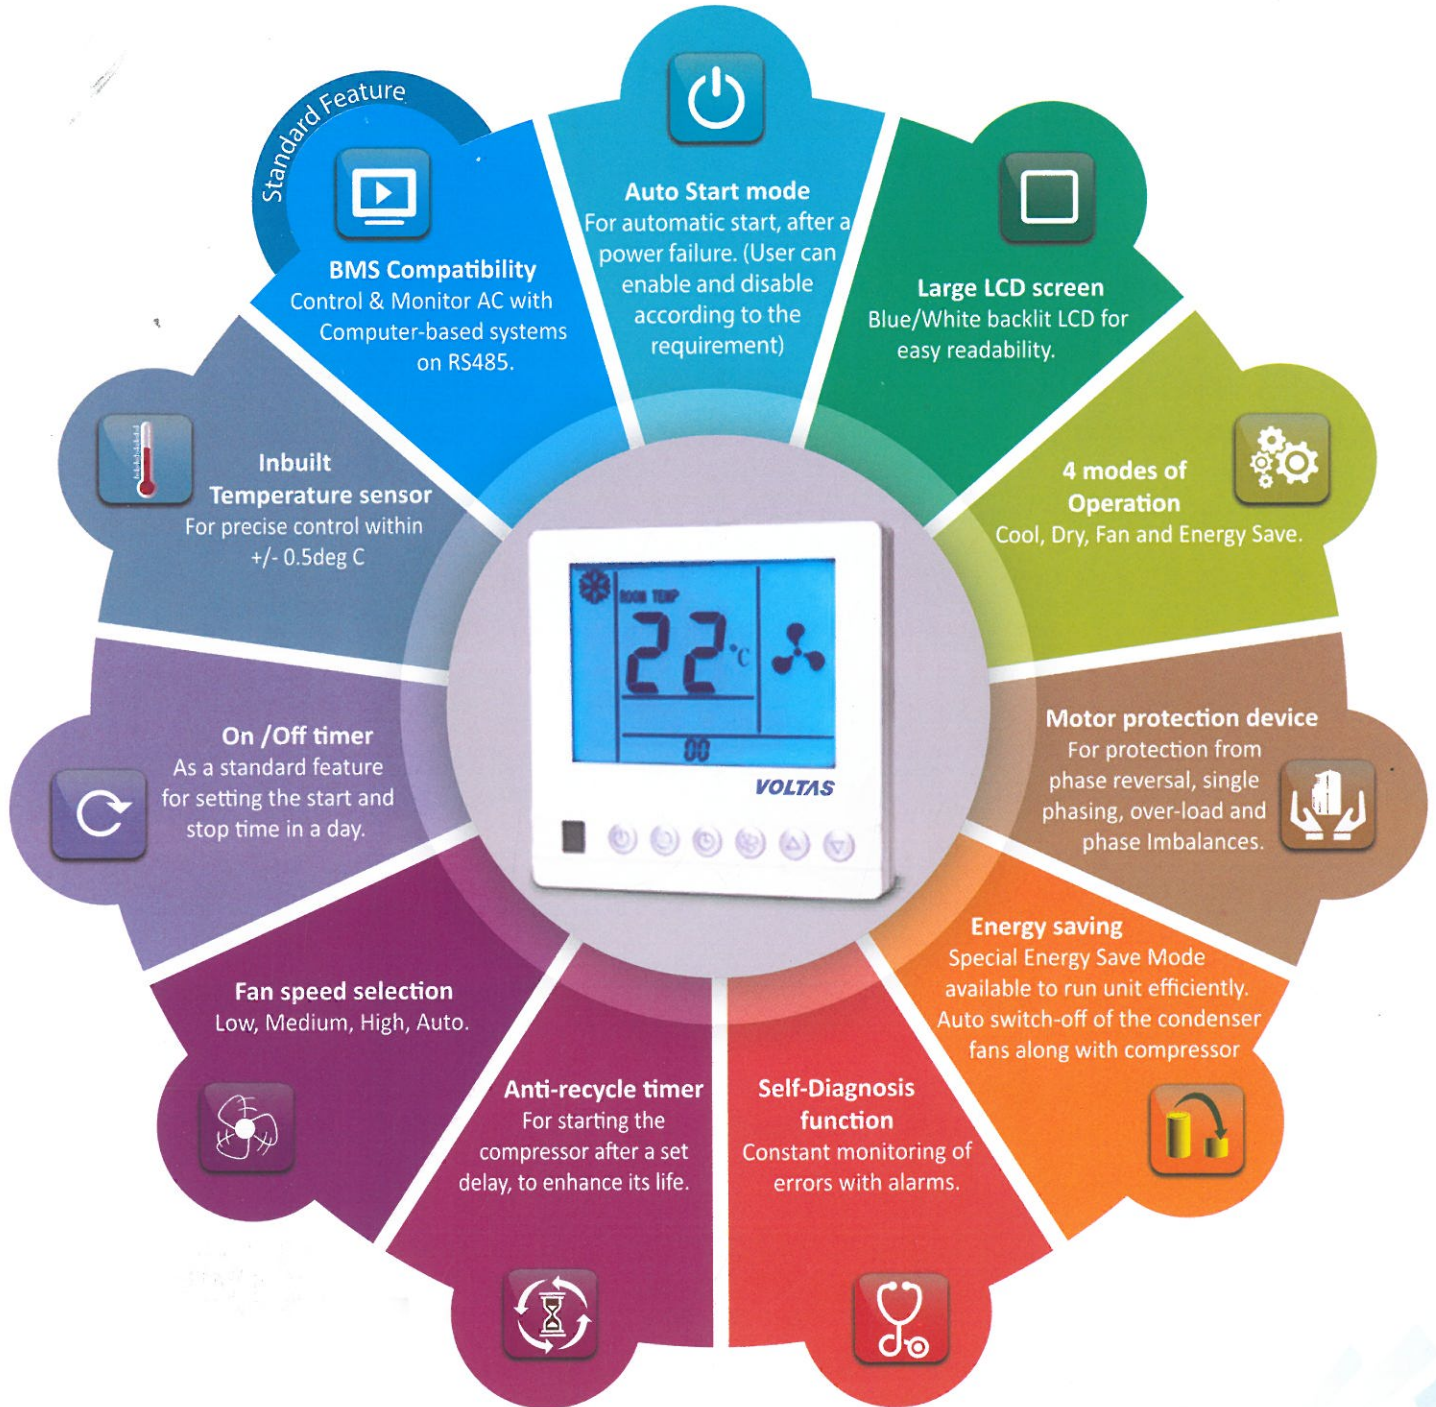 Standard Feature
BMS Compatibility
Control & Monitor AC with
Computer-based systems
on RS485.
Auto Start mode
For automatic start, after a
power failure. (User can
enable and disable
according to the
requirement)
Large LCD screen
Blue/White backlit LCD for
easy readability.
4 modes of
Operation
Cool, Dry, Fan and Energy Save.
Motor protection device
For protection from
phase reversal, single
phasing, over-load and
phase Imbalances.
Energy saving
Special Energy Save Mode
available to run unit efficiently.
Auto switch-off of the condenser
fans along with compressor
Self-Diagnosis
function
Constant monitoring of
errors with alarms.
Anti-recycle timer
For starting the
compressor after a set
delay, to enhance its life.
Fan speed selection
Low, Medium, High, Auto.
On /Off timer
As a standard feature
for setting the start and
stop time in a day.
Inbuilt
Temperature sensor
For precise control within
+/- 0.5deg C
ROOM TEMP
22°C
00
VOLTAS